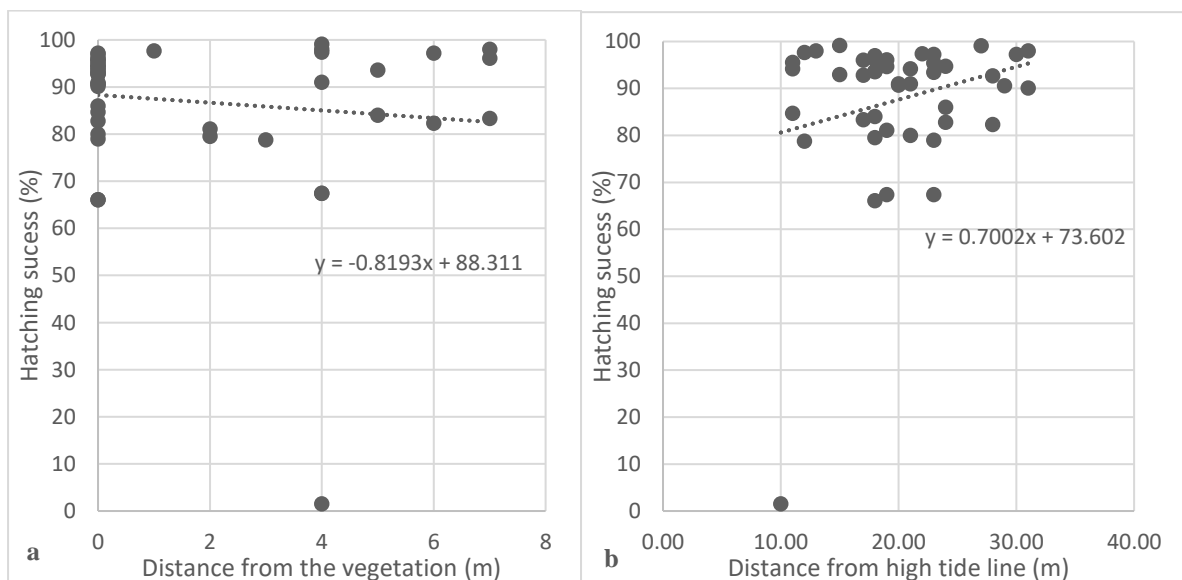 100
90
80
70
60
50
40
30
20
10
0
Hatching sucess (%)
y = -0.8193x + 88.311
0 2 4 6 8
Distance from the vegetation (m)
a
100
90
80
70
60
50
40
30
20
10
0
Hatching sucess (%)
y = 0.7002x + 73.602
0.00 10.00 20.00 30.00 40.00
Distance from high tide line (m)
b